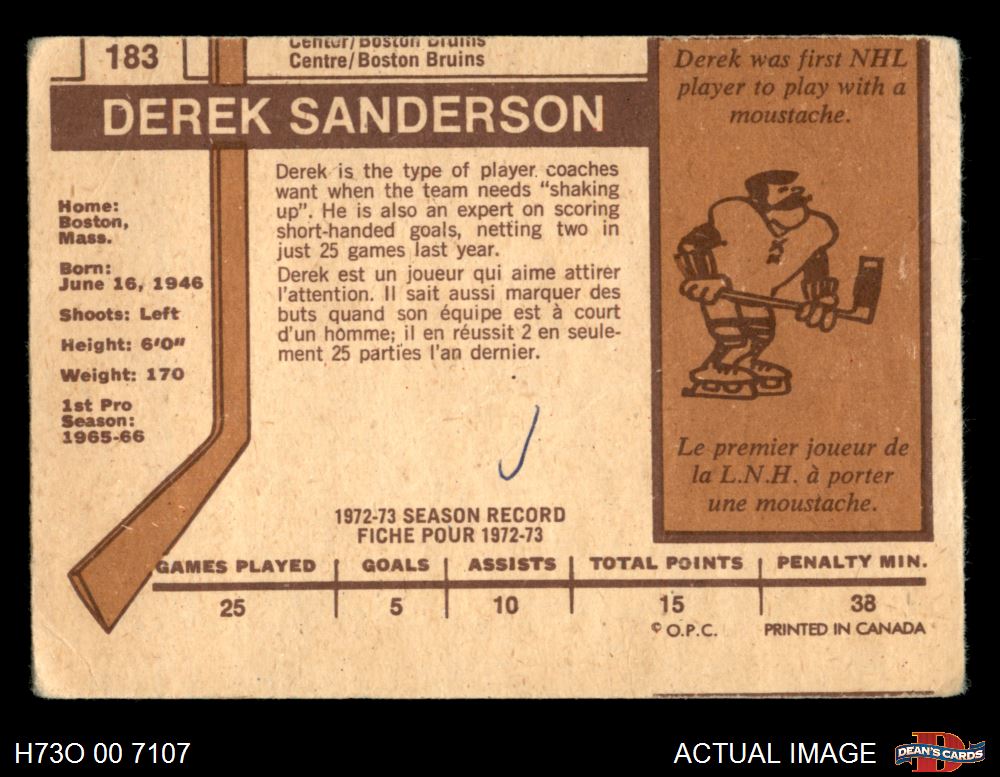 183
Center/Boston Bruins
Centre/Boston Bruins
DEREK SANDERSON
Home:
Boston,
Mass.
Born:
June 16, 1946
Shoots: Left
Height: 6'0"
Weight: 170
1st Pro
Season:
1965-66
Derek is the type of player coaches
want when the team needs "shaking
up". He is also an expert on scoring
short-handed goals, netting two in
just 25 games last year.
Derek est un joueur qui aime attirer
l'attention. Il sait aussi marquer des
buts quand son équipe est à court
d'un homme; il en réussit 2 en seule-
ment 25 parties l'an dernier.
Derek was first NHL
player to play with a
moustache.
Le premier joueur de
la L.N.H. à porter
une moustache.
1972-73 SEASON RECORD
FICHE POUR 1972-73
GAMES PLAYED GOALS ASSISTS TOTAL POINTS PENALTY MIN.
25 5 10 15 38
© O.P.C. PRINTED IN CANADA
H73O 00 7107
ACTUAL IMAGE
DEAN'S CARDS